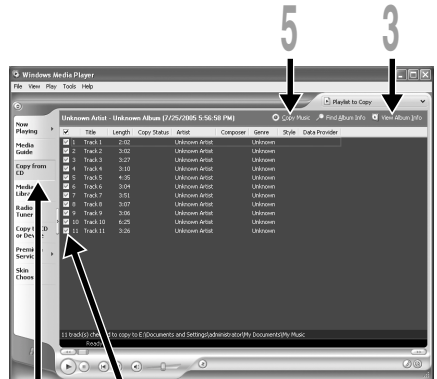 5
3
Windows Media Player
File View Play Tools Help
Playlist to Copy
Unknown Artist - Unknown Album (7/25/2005 5:56:58 PM)
Copy Music
Find Album Info
View Album Info
Now Playing
Media Guide
Copy from CD
Media
Radio Tuner
or
Skin
Title Length Copy Status Artist Composer Genre Style Data Provider
1 Track 1 2:02 Unknown Artist Unknown
2 Track 2 3:02 Unknown Artist Unknown
3 Track 3 3:27 Unknown Artist Unknown
4 Track 4 3:10 Unknown Artist Unknown
5 Track 5 4:35 Unknown Artist Unknown
6 Track 6 3:04 Unknown Artist Unknown
7 Track 7 3:51 Unknown Artist Unknown
8 Track 8 3:07 Unknown Artist Unknown
9 Track 9 3:06 Unknown Artist Unknown
10 Track 10 6:25 Unknown Artist Unknown
11 Track 11 3:26 Unknown Artist Unknown
11 track(s) to copy to E:\Documents and Settings\administrator\My Documents\My Music
Ready